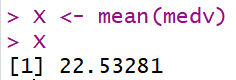 > X <- mean(medv)
> X
[1] 22.53281